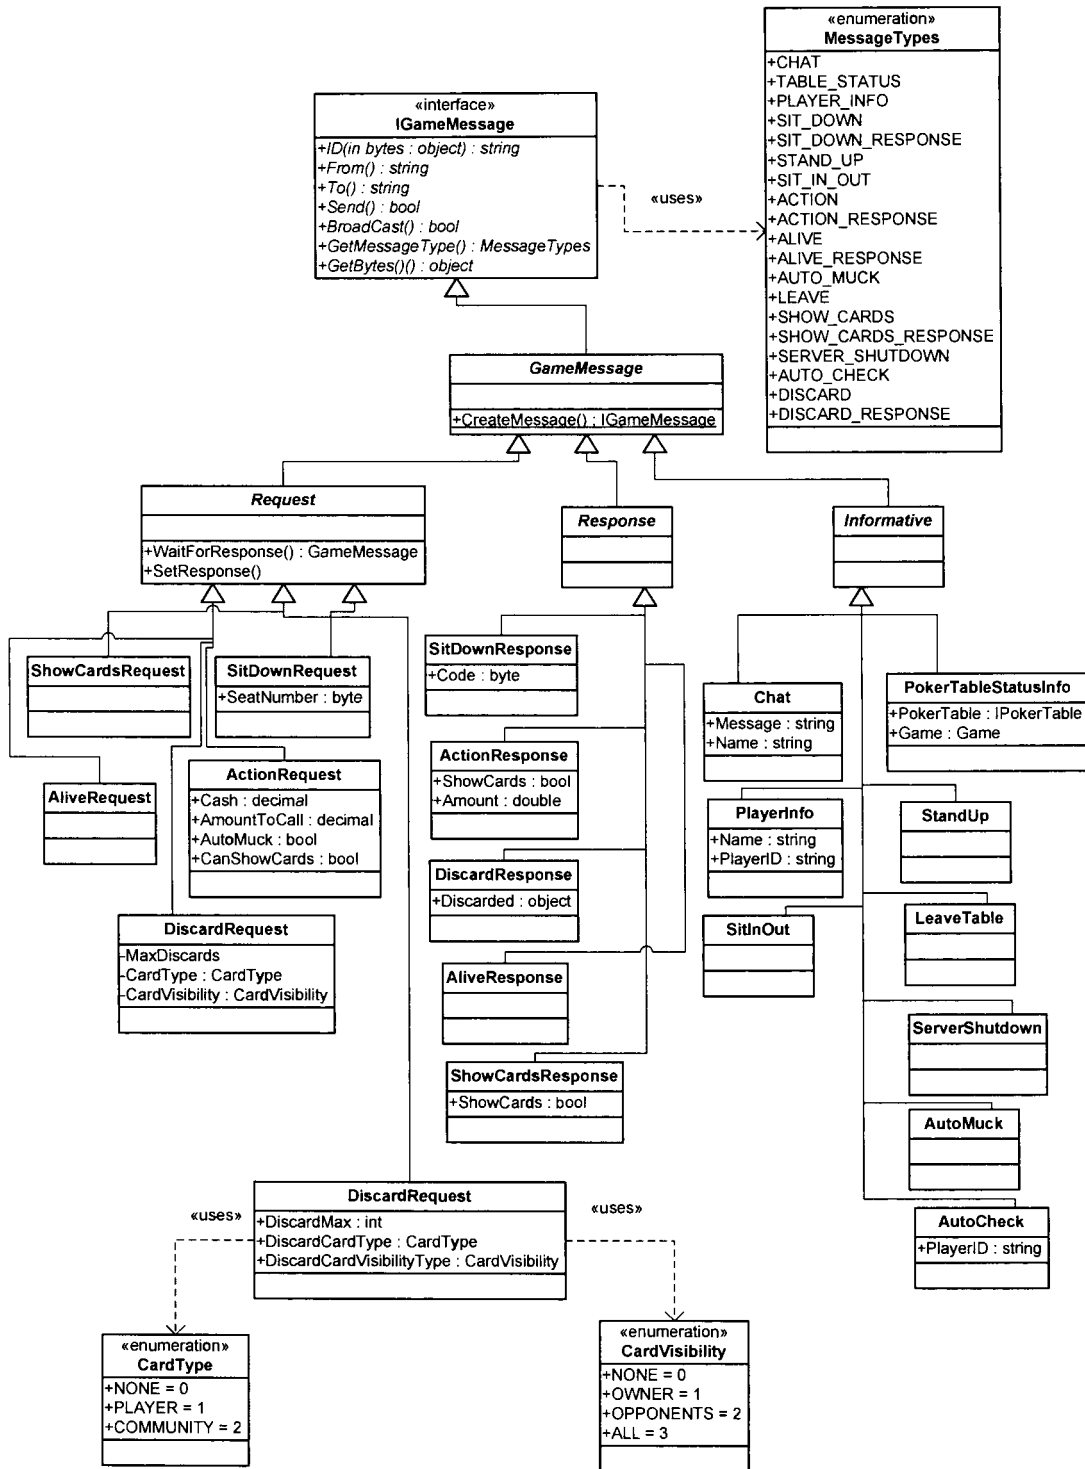 «enumeration»
MessageTypes
+CHAT
+TABLE_STATUS
+PLAYER_INFO
+SIT_DOWN
+SIT_DOWN_RESPONSE
+STAND_UP
+SIT_IN_OUT
+ACTION
+ACTION_RESPONSE
+ALIVE
+ALIVE_RESPONSE
+AUTO_MUCK
+LEAVE
+SHOW_CARDS
+SHOW_CARDS_RESPONSE
+SERVER_SHUTDOWN
+AUTO_CHECK
+DISCARD
+DISCARD_RESPONSE
«interface»
IGameMessage
+ID(in bytes : object) : string
+From() : string
+To() : string
+Send() : bool
+BroadCast() : bool
+GetMessageType() : MessageTypes
+GetBytes()() : object
«uses»
GameMessage
+CreateMessage() : IGameMessage
Request
+WaitForResponse() : GameMessage
+SetResponse()
Response
Informative
ShowCardsRequest
SitDownRequest
+SeatNumber : byte
AliveRequest
ActionRequest
+Cash : decimal
+AmountToCall : decimal
+AutoMuck : bool
+CanShowCards : bool
DiscardRequest
-MaxDiscards
-CardType : CardType
-CardVisibility : CardVisibility
SitDownResponse
+Code : byte
ActionResponse
+ShowCards : bool
+Amount : double
DiscardResponse
+Discarded : object
AliveResponse
ShowCardsResponse
+ShowCards : bool
Chat
+Message : string
+Name : string
PokerTableStatusInfo
+PokerTable : IPokerTable
+Game : Game
PlayerInfo
+Name : string
+PlayerID : string
StandUp
SitInOut
LeaveTable
ServerShutdown
AutoMuck
AutoCheck
+PlayerID : string
DiscardRequest
+DiscardMax : int
+DiscardCardType : CardType
+DiscardCardVisibilityType : CardVisibility
«uses»
«uses»
«enumeration»
CardType
+NONE = 0
+PLAYER = 1
+COMMUNITY = 2
«enumeration»
CardVisibility
+NONE = 0
+OWNER = 1
+OPPONENTS = 2
+ALL = 3